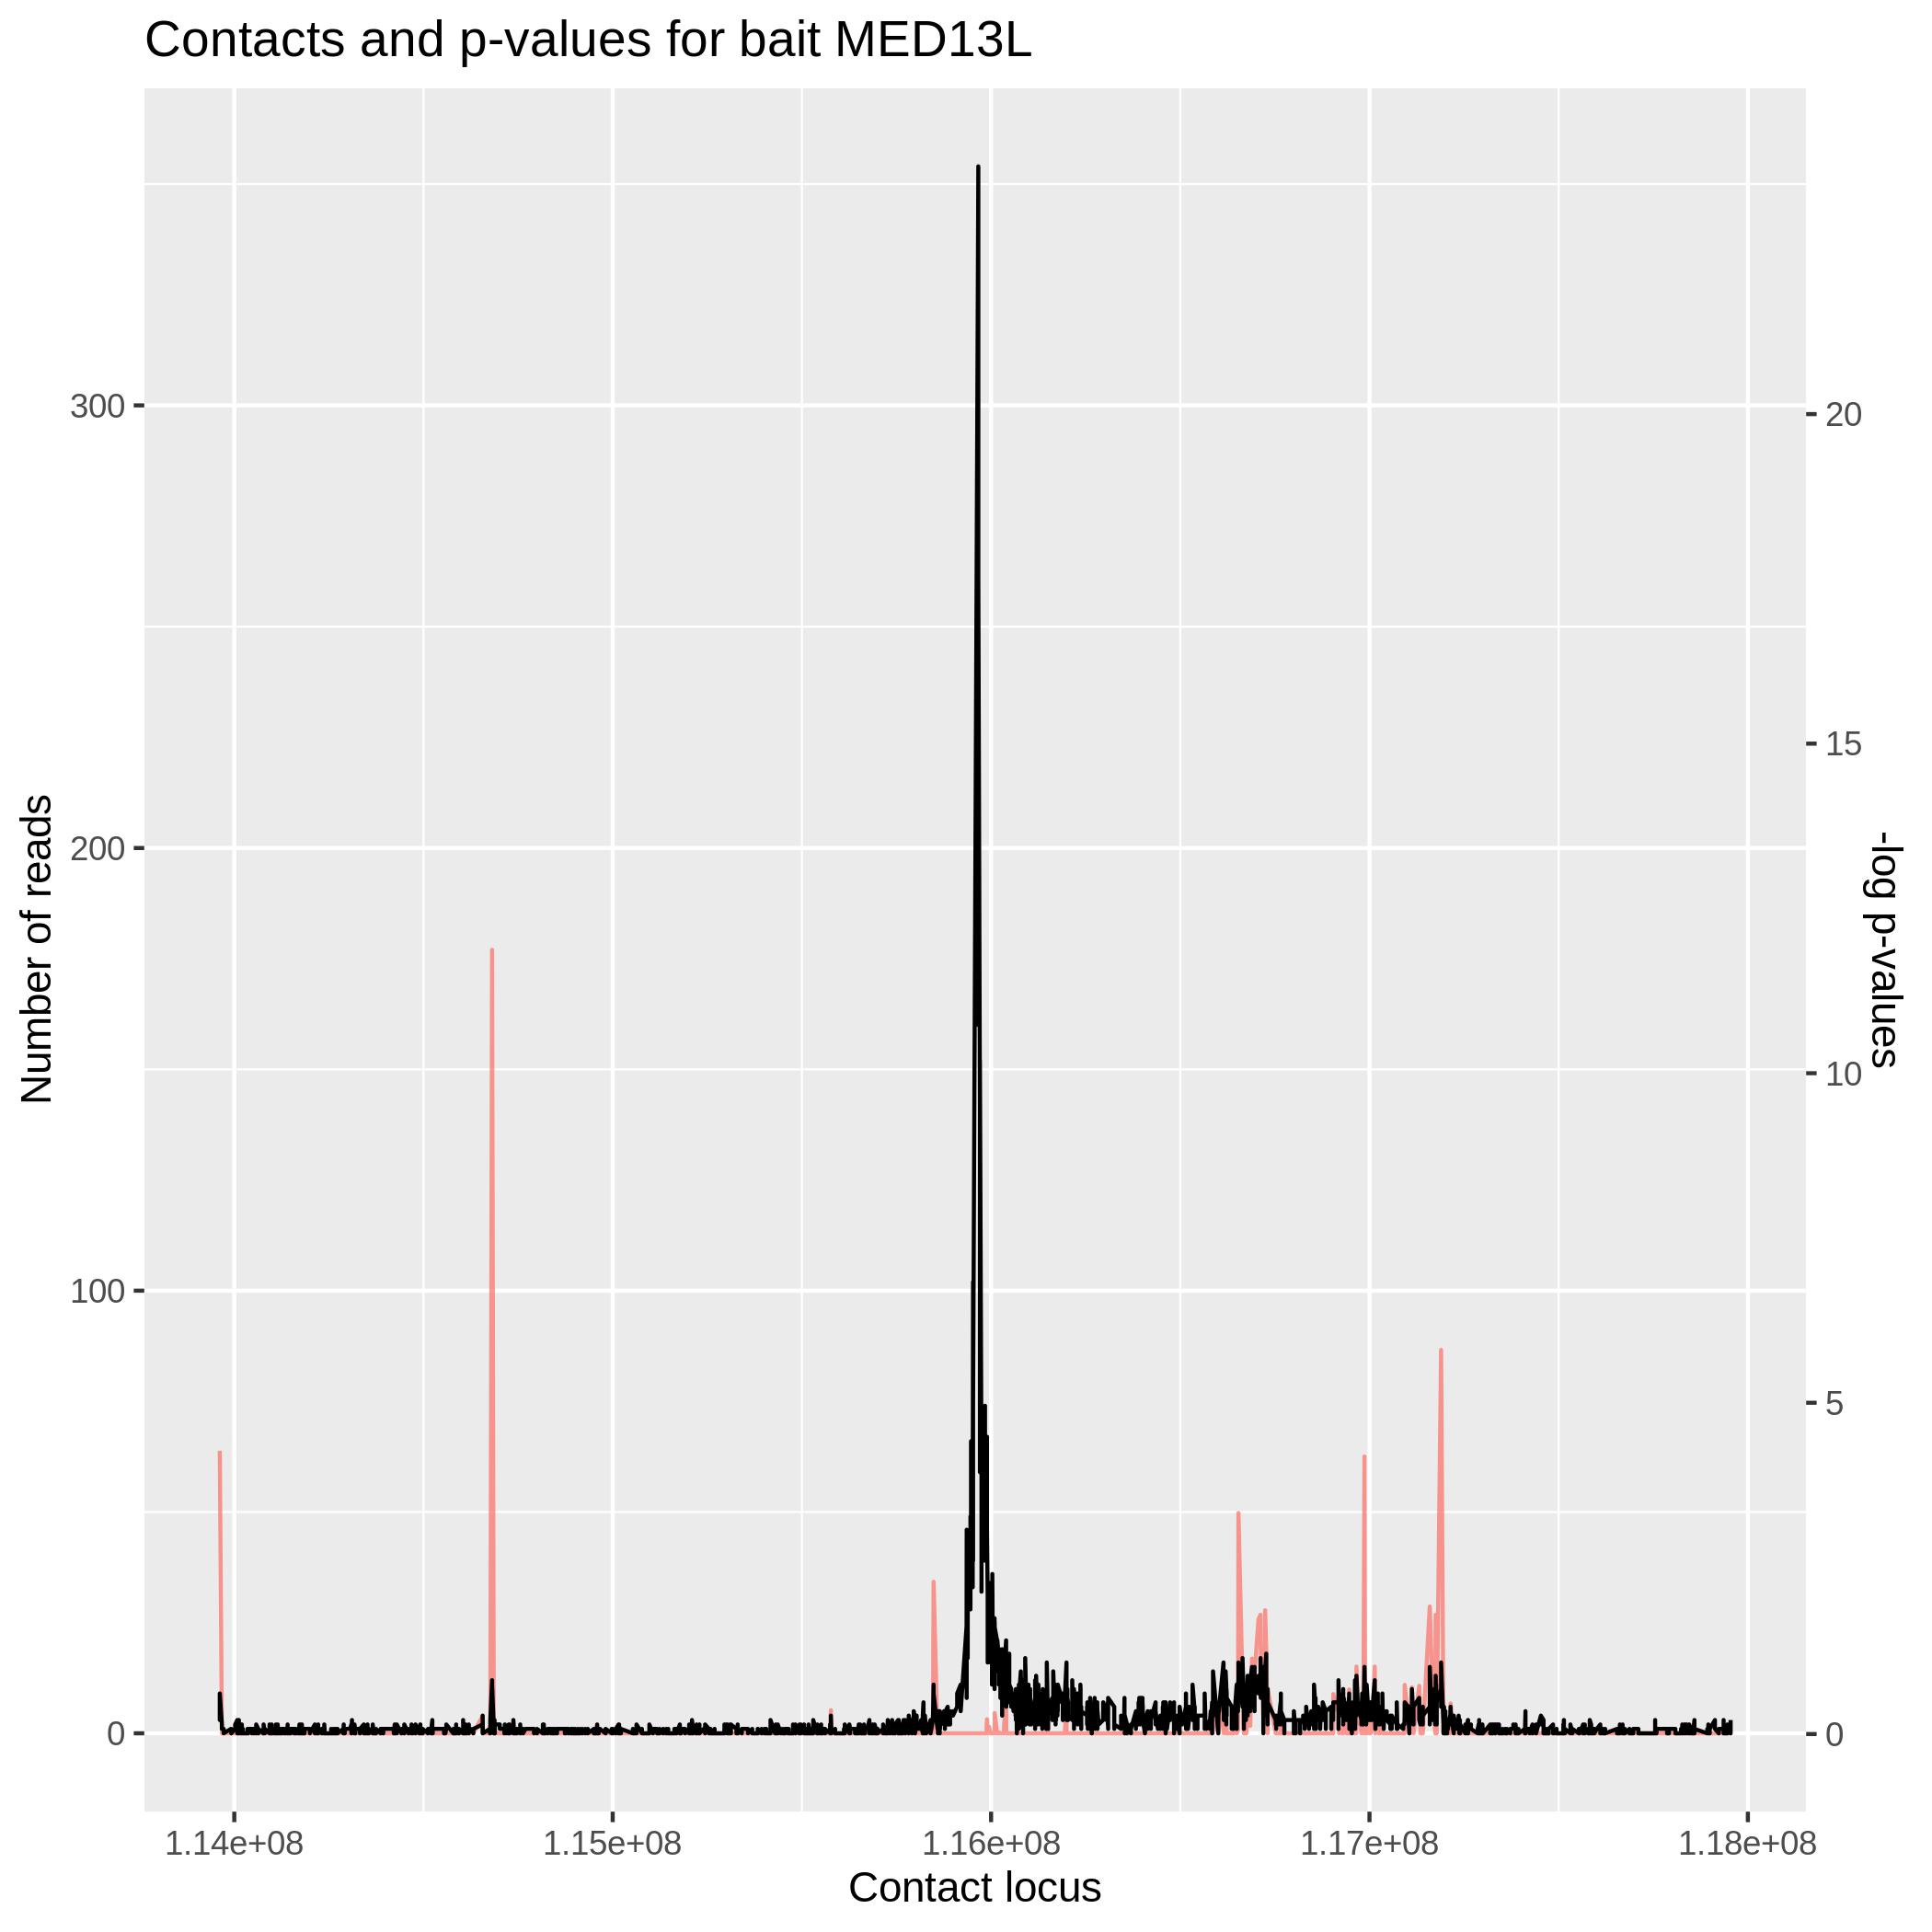 Contacts and p-values for bait MED13L
Number of reads
300
200
100
0
20
15
10
5
0
-log p-values
1.14e+08
1.15e+08
1.16e+08
1.17e+08
1.18e+08
Contact locus